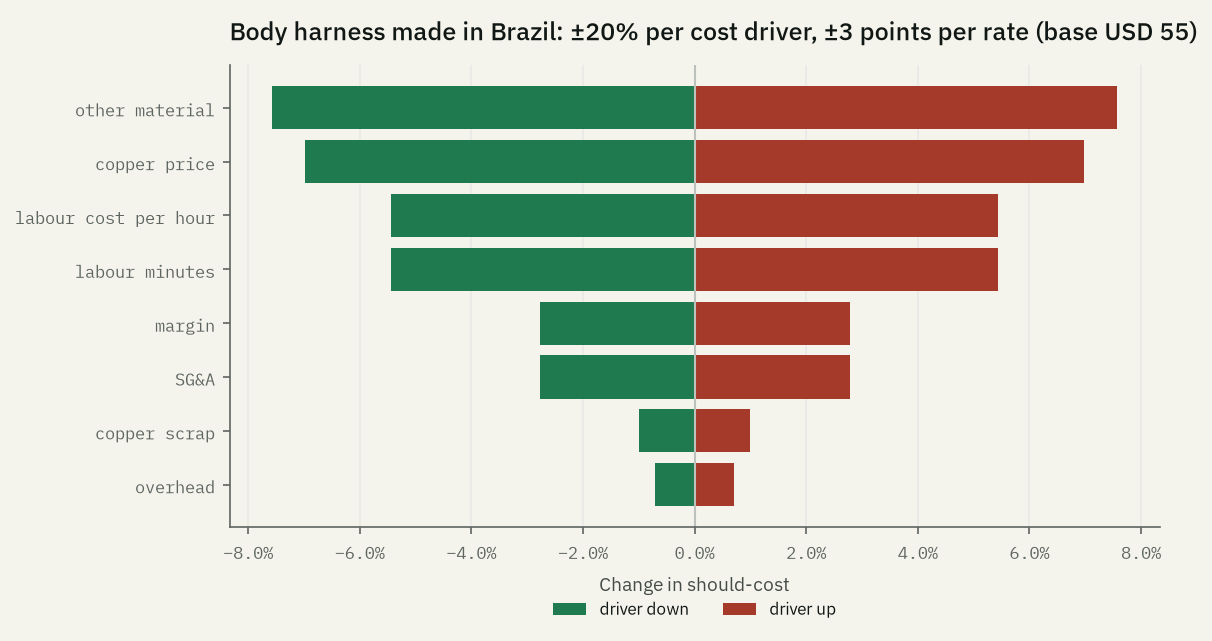 Body harness made in Brazil: ±20% per cost driver, ±3 points per rate (base USD 55)
other material
copper price
labour cost per hour
labour minutes
margin
SG&A
copper scrap
overhead
−8.0% −6.0% −4.0% −2.0% 0.0% 2.0% 4.0% 6.0% 8.0%
Change in should-cost
driver down driver up